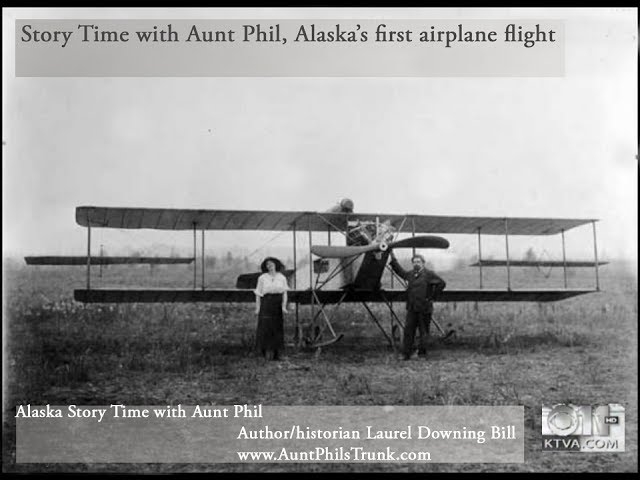 Story Time with Aunt Phil, Alaska's first airplane flight
Alaska Story Time with Aunt Phil
Author/historian Laurel Downing Bill
www.AuntPhilsTrunk.com
HD
KTVA.COM